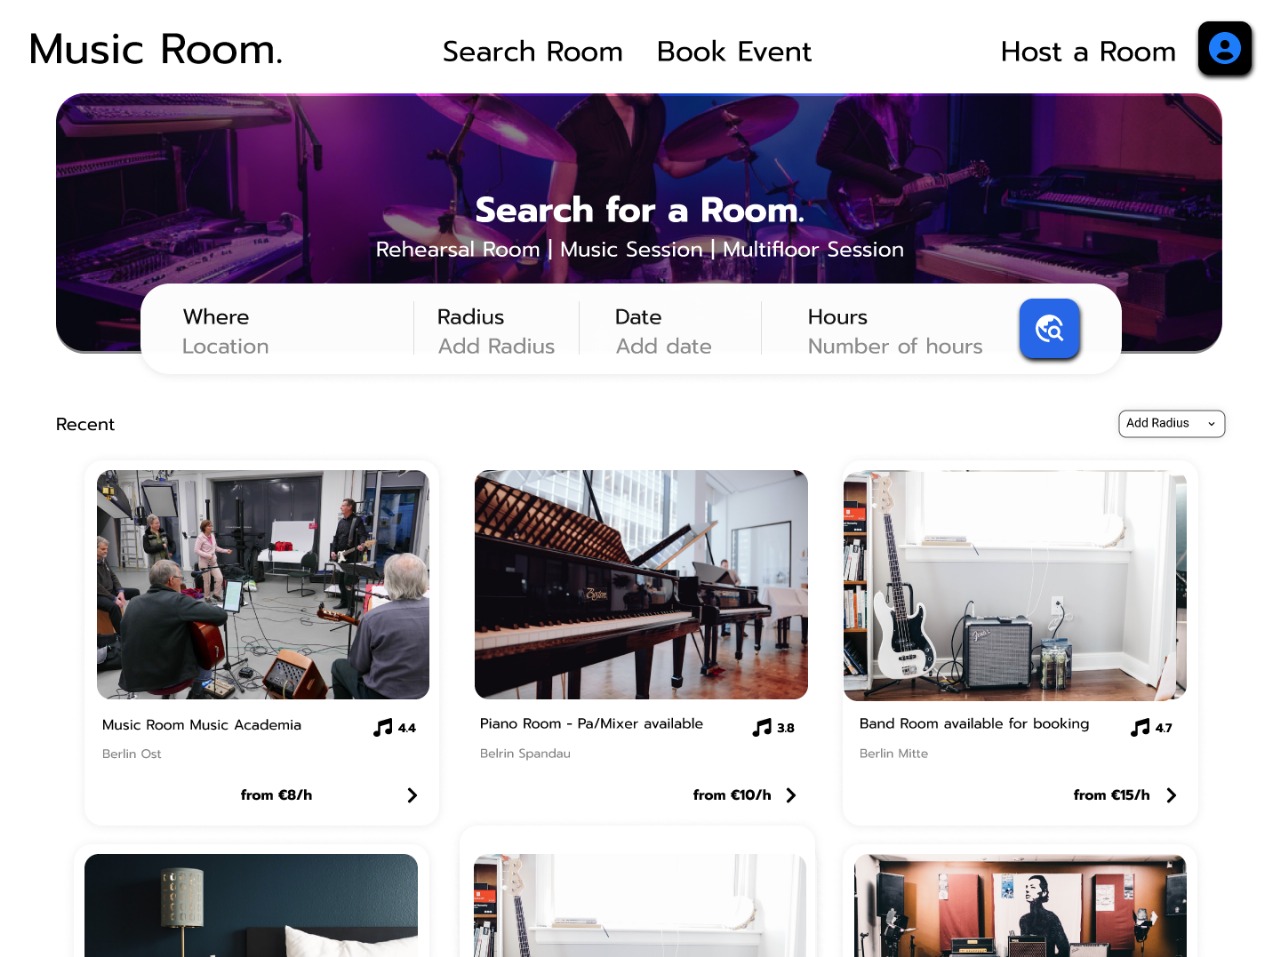 Music Room.
Search Room
Book Event
Host a Room
Search for a Room.
Rehearsal Room | Music Session | Multifloor Session
Where
Location
Radius
Add Radius
Date
Add date
Hours
Number of hours
Recent
Add Radius
Music Room Music Academia
4.4
Berlin Ost
from €8/h
Piano Room - Pa/Mixer available
3.8
Belrin Spandau
from €10/h
Band Room available for booking
4.7
Berlin Mitte
from €15/h